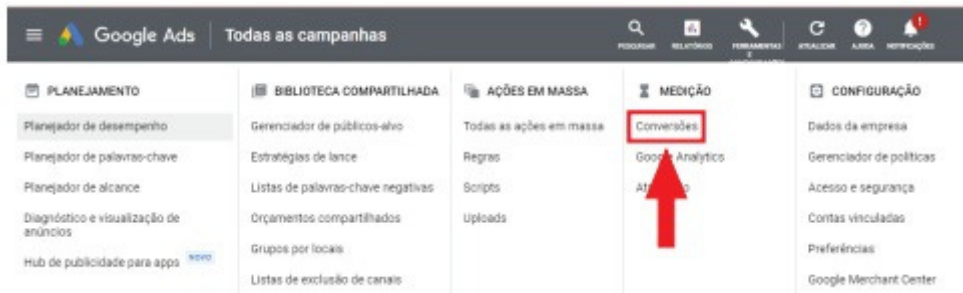 Google Ads
Todas as campanhas
PESQUISAR
RELATÓRIOS
FERRAMENTAS
E
ATUALIZAR
AJUDA
NOTIFICAÇÕES
PLANEJAMENTO
Planejador de desempenho
Planejador de palavras-chave
Planejador de alcance
Diagnóstico e visualização de
anúncios
Hub de publicidade para apps NOVO
BIBLIOTECA COMPARTILHADA
Gerenciador de públicos-alvo
Estratégias de lance
Listas de palavras-chave negativas
Orçamentos compartilhados
Grupos por locais
Listas de exclusão de canais
AÇÕES EM MASSA
Todas as ações em massa
Regras
Scripts
Uploads
MEDIÇÃO
Conversões
Google Analytics
CONFIGURAÇÃO
Dados da empresa
Gerenciador de políticas
Acesso e segurança
Contas vinculadas
Preferências
Google Merchant Center